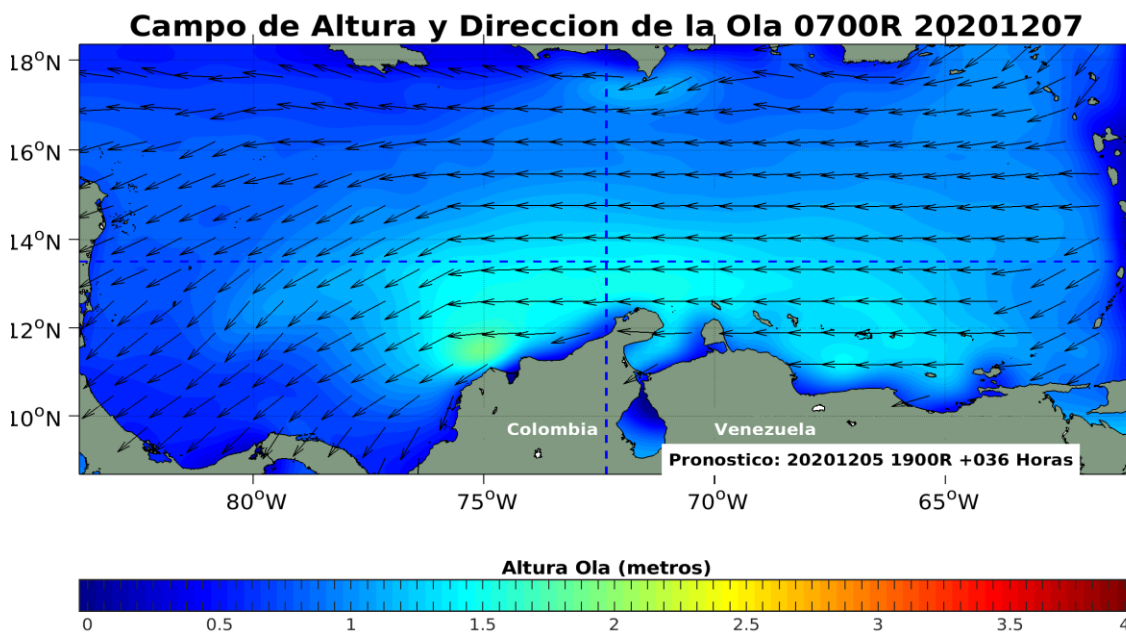 Campo de Altura y Direccion de la Ola 0700R 20201207
18°N
16°N
14°N
12°N
10°N
Colombia
Venezuela
Pronostico: 20201205 1900R +036 Horas
80°W
75°W
70°W
65°W
Altura Ola (metros)
0 0.5 1 1.5 2 2.5 3 3.5 4